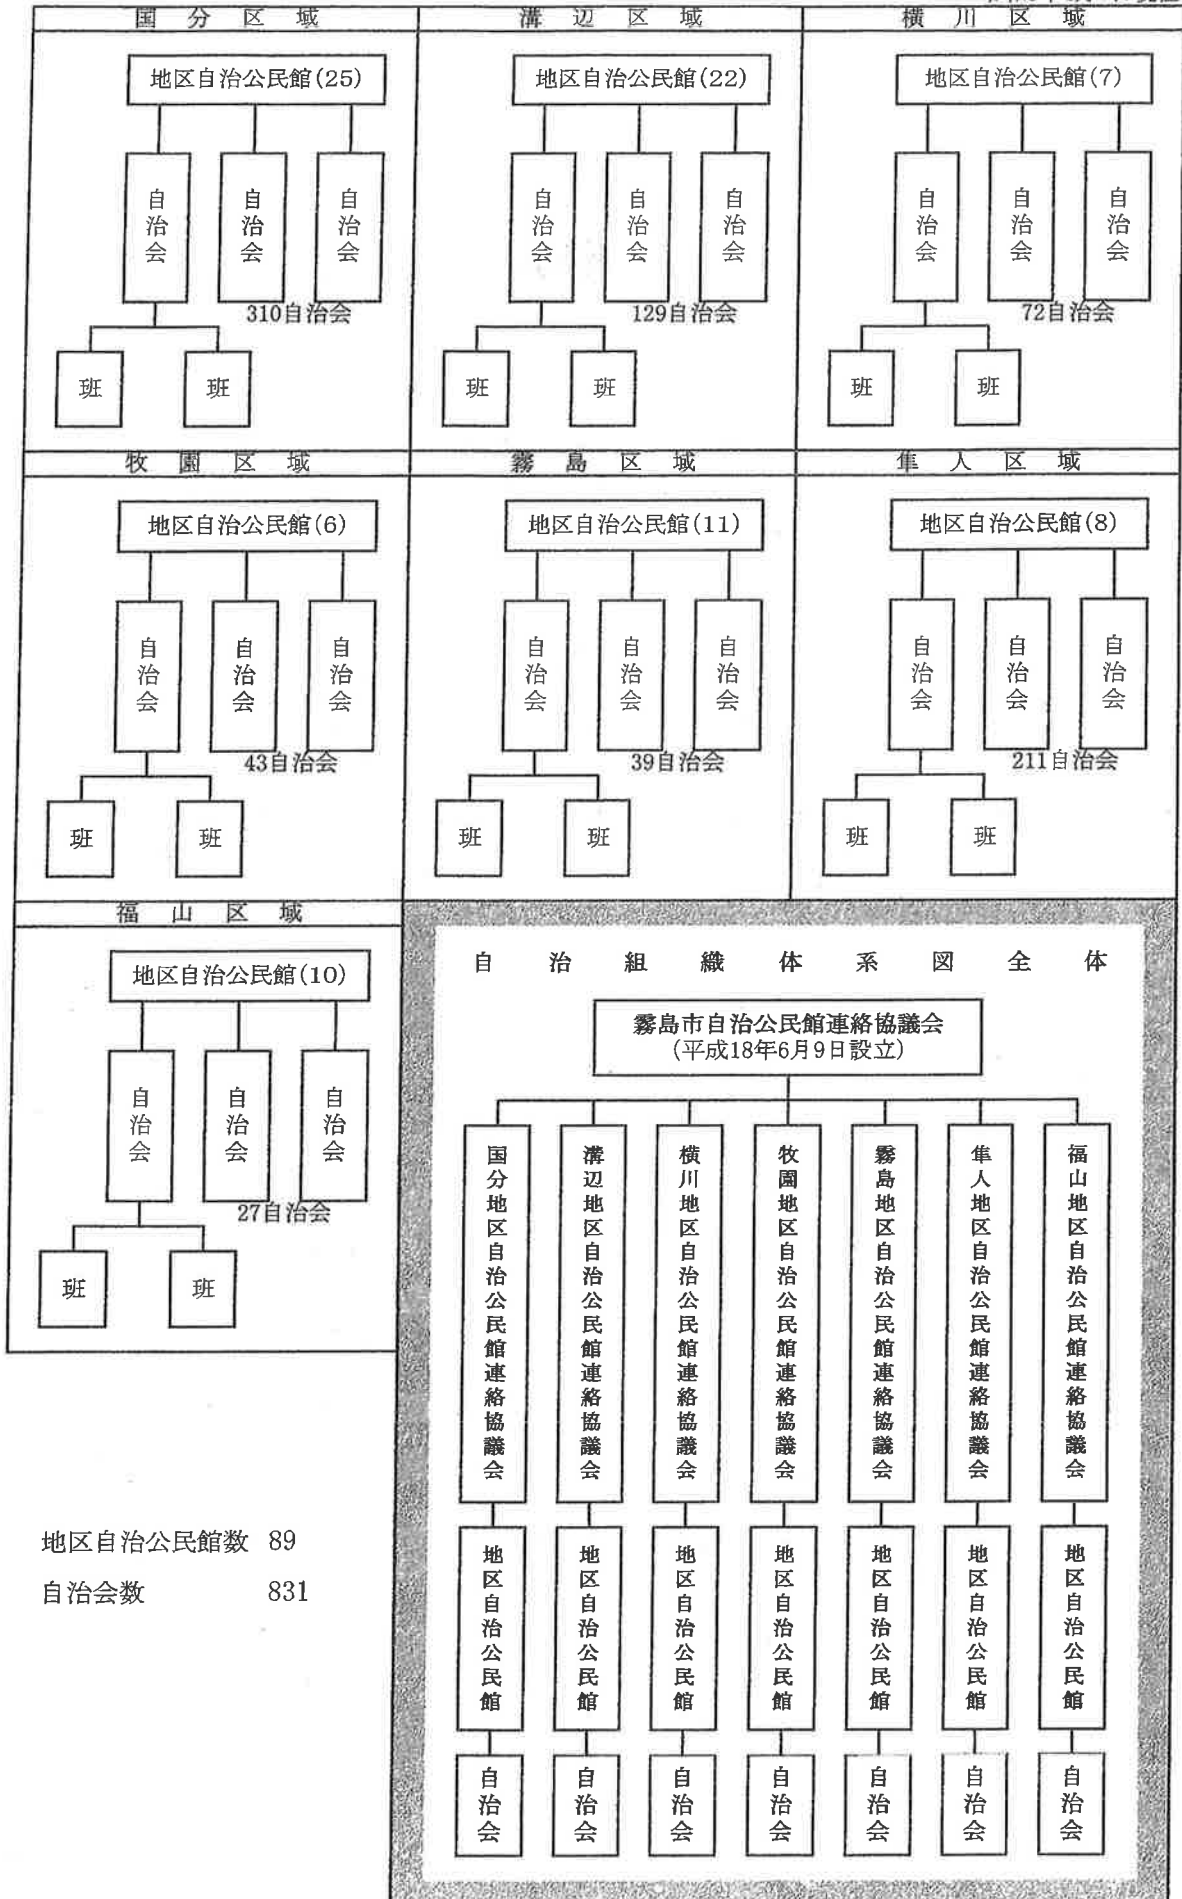 国分区域
地区自治公民館(25)
自治会
自治会
自治会
310自治会
班
班
溝辺区域
地区自治公民館(22)
自治会
自治会
自治会
129自治会
班
班
横川区域
地区自治公民館(7)
自治会
自治会
自治会
72自治会
班
班
牧園区域
地区自治公民館(6)
自治会
自治会
自治会
43自治会
班
班
霧島区域
地区自治公民館(11)
自治会
自治会
自治会
39自治会
班
班
隼人区域
地区自治公民館(8)
自治会
自治会
自治会
211自治会
班
班
福山区域
地区自治公民館(10)
自治会
自治会
自治会
27自治会
班
班
自治組織体系図全体
霧島市自治公民館連絡協議会
(平成18年6月9日設立)
国分地区自治公民館連絡協議会
溝辺地区自治公民館連絡協議会
横川地区自治公民館連絡協議会
牧園地区自治公民館連絡協議会
霧島地区自治公民館連絡協議会
隼人地区自治公民館連絡協議会
福山地区自治公民館連絡協議会
地区自治公民館
地区自治公民館
地区自治公民館
地区自治公民館
地区自治公民館
地区自治公民館
地区自治公民館
自治会
自治会
自治会
自治会
自治会
自治会
自治会
地区自治公民館数 89
自治会数 831